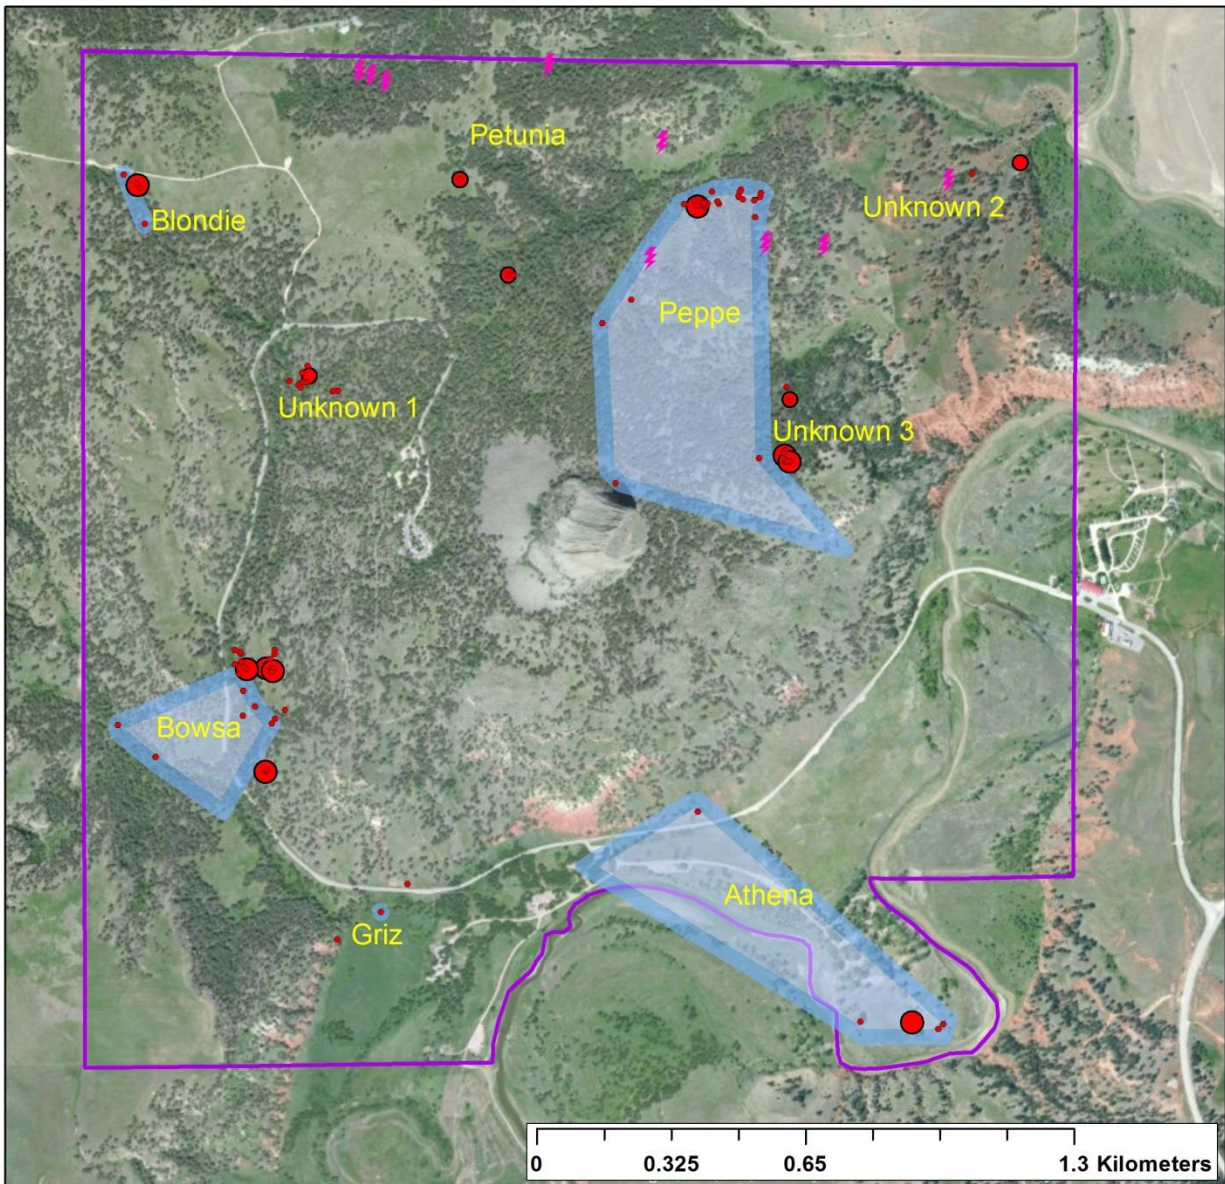 Petunia
Blondie
Unknown 2
Peppe
Unknown 1
Unknown 3
Bowsa
Athena
Griz
0 0.325 0.65 1.3 Kilometers